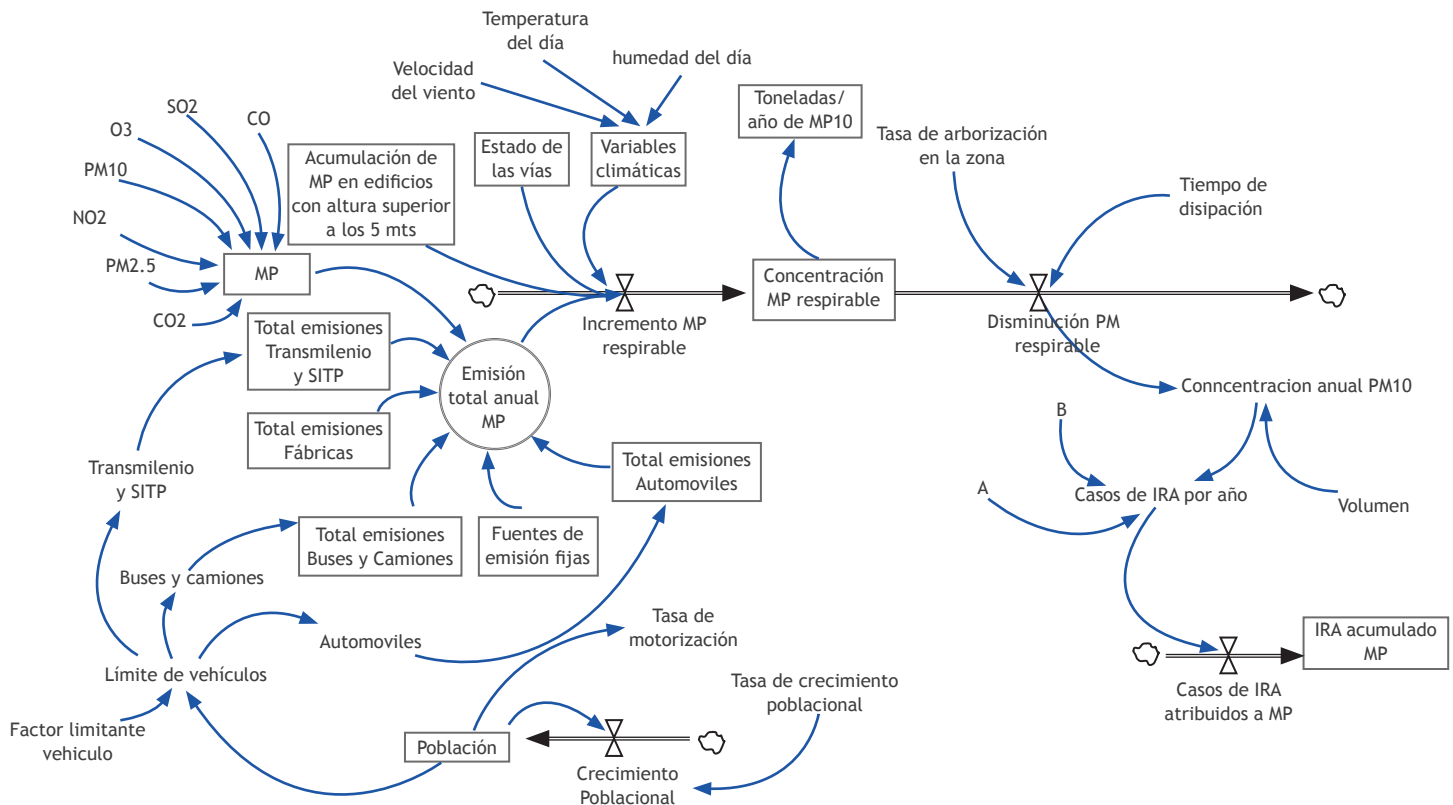 Temperatura
del día
humedad del día
Velocidad
del viento
SO2
CO
O3
PM10
NO2
PM2.5
CO2
MP
Acumulación de
MP en edificios
con altura superior
a los 5 mts
Estado de
las vías
Variables
climáticas
Toneladas/
año de MP10
Tasa de arborización
en la zona
Tiempo de
disipación
Incremento MP
respirable
Concentración
MP respirable
Disminución PM
respirable
Total emisiones
Transmilenio
y SITP
Emisión
total anual
MP
Total emisiones
Fábricas
Conncentracion anual PM10
B
A
Casos de IRA por año
Volumen
Transmilenio
y SITP
Total emisiones
Automoviles
Total emisiones
Buses y Camiones
Fuentes de
emisión fijas
Buses y camiones
Automoviles
Tasa de
motorización
Límite de vehículos
Factor limitante
vehiculo
Población
Crecimiento
Poblacional
Tasa de crecimiento
poblacional
IRA acumulado
MP
Casos de IRA
atribuidos a MP